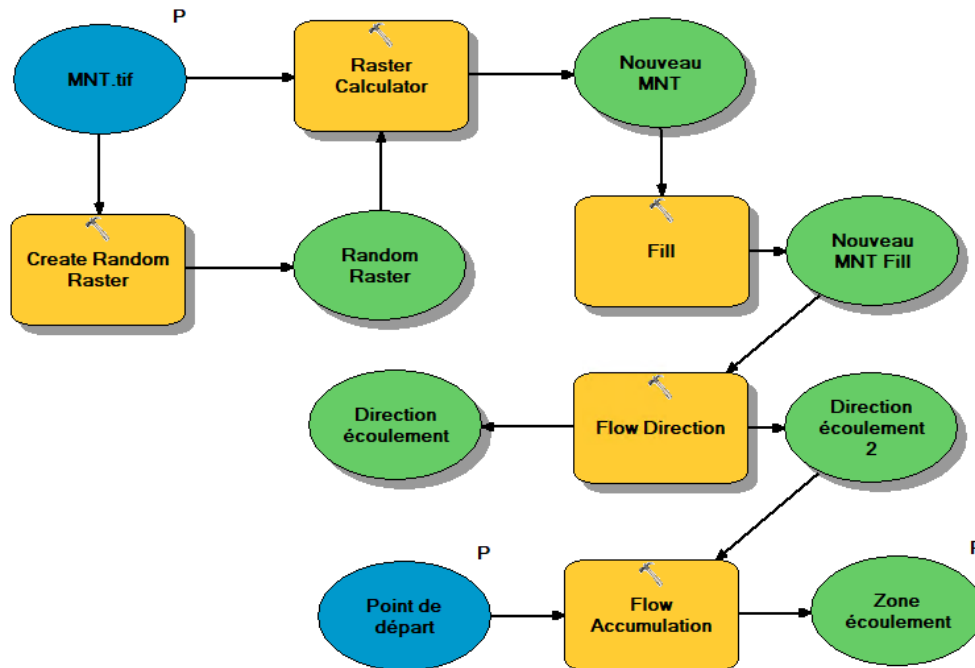 P
MNT.tif
Raster
Calculator
Nouveau
MNT
Create Random
Raster
Random
Raster
Fill
Nouveau
MNT Fill
Direction
écoulement
Flow Direction
Direction
écoulement
2
P
Point de
départ
Flow
Accumulation
P
Zone
écoulement